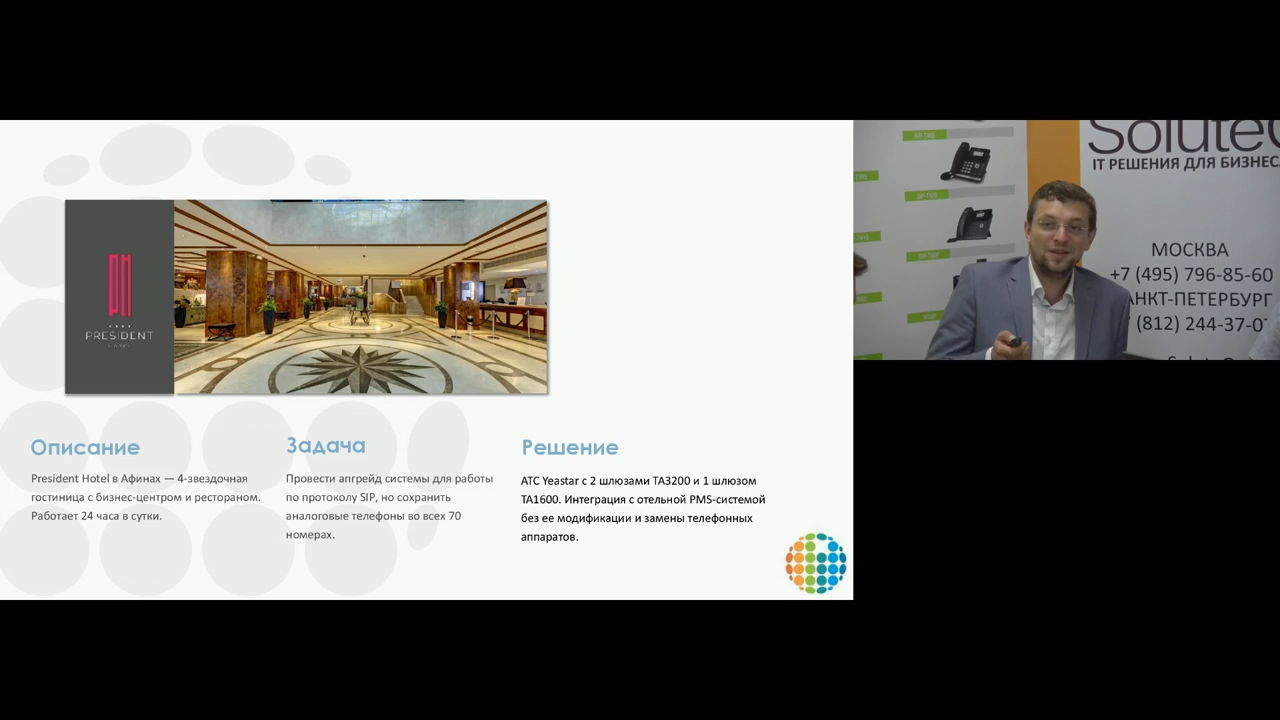 PRESIDENT
HOTEL
Описание
President Hotel в Афинах — 4-звездочная
гостиница с бизнес-центром и рестораном.
Работает 24 часа в сутки.
Задача
Провести апгрейд системы для работы
по протоколу SIP, но сохранить
аналоговые телефоны во всех 70
номерах.
Решение
АТС Yeastar с 2 шлюзами TA3200 и 1 шлюзом
TA1600. Интеграция с отельной PMS-системой
без ее модификации и замены телефонных
аппаратов.
Solute
IT РЕШЕНИЯ ДЛЯ БИЗНЕС
МОСКВА
+7 (495) 796-85-60
АНКТ-ПЕТЕРБУРГ
(812) 244-37-0